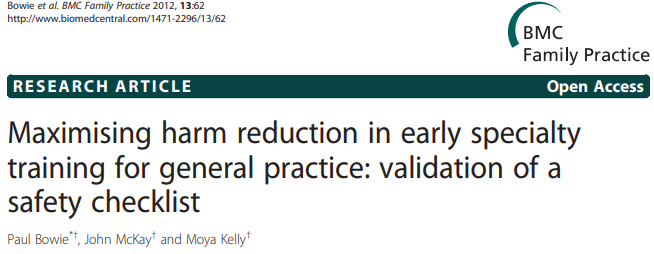 Bowie et al. BMC Family Practice 2012, 13:62
http://www.biomedcentral.com/1471-2296/13/62
BMC
Family Practice
RESEARCH ARTICLE Open Access
Maximising harm reduction in early specialty
training for general practice: validation of a
safety checklist
Paul Bowie*†, John McKay† and Moya Kelly†